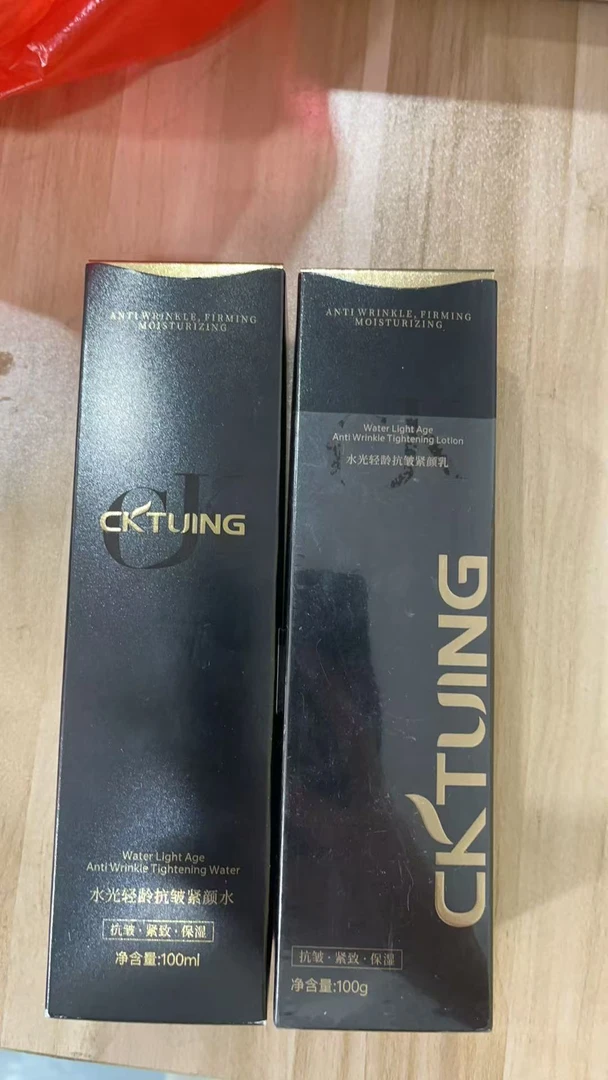 ANTI WRINKLE, FIRMING
MOISTURIZING
CK
CKTUING
Water Light Age
Anti Wrinkle Tightening Water
水光轻龄抗皱紧颜水
抗皱·紧致·保湿
净含量:100ml
ANTI WRINKLE, FIRMING
MOISTURIZING
Water Light Age
Anti Wrinkle Tightening Lotion
水光轻龄抗皱紧颜乳
CKTUING
抗皱·紧致·保湿
净含量:100g